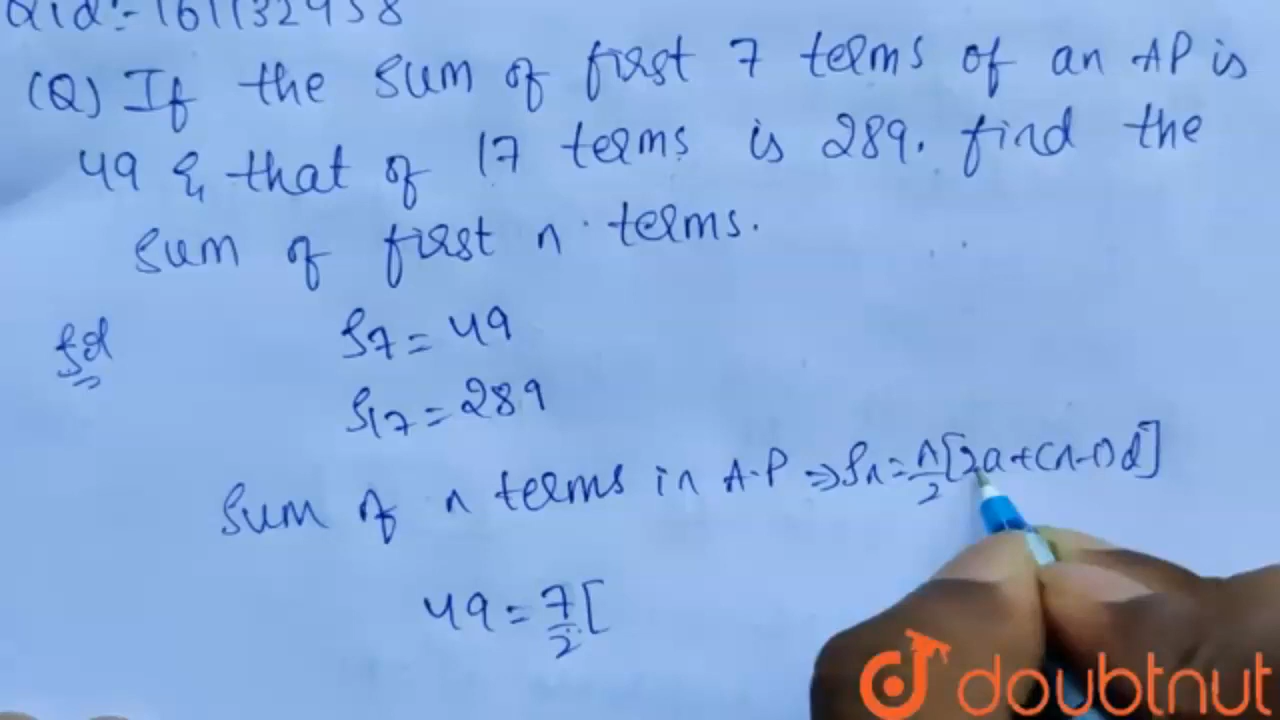 Qid:- 161132958
(Q) If the sum of first 7 terms of an AP is
49 & that of 17 terms is 289. find the
sum of first n terms.
Sol
S7 = 49
S17 = 289
Sum of n terms in A.P ⇒ Sn = n/2 [2a + (n-1)d]
49 = 7/2 [
doubtnut